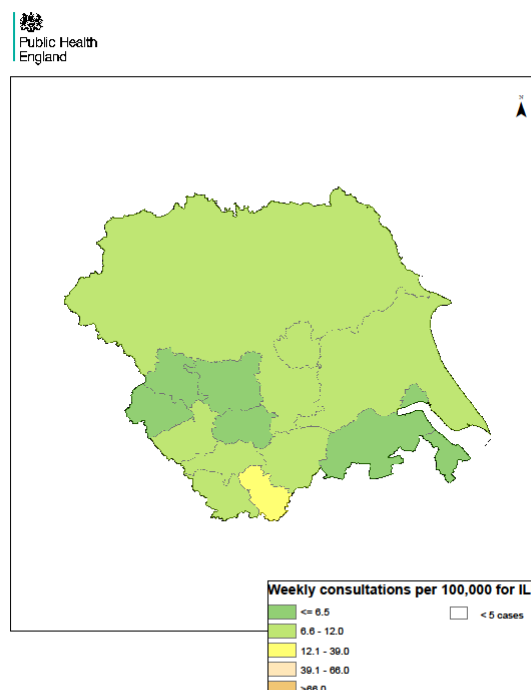 Public Health
England
N
Weekly consultations per 100,000 for IL
<= 6.5
< 5 cases
6.6 - 12.0
12.1 - 39.0
39.1 - 66.0
>66.0